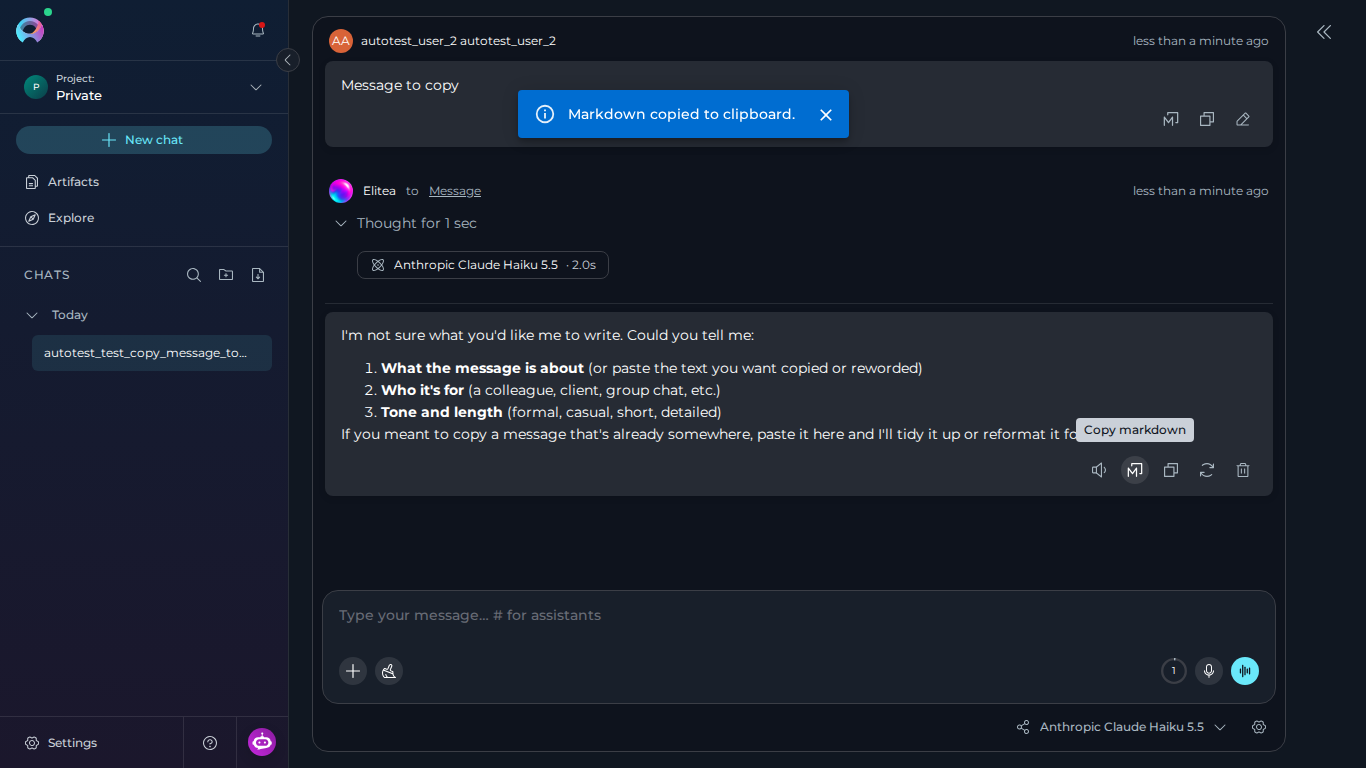 P
Project:
Private
New chat
Artifacts
Explore
CHATS
Today
autotest_test_copy_message_to...
Settings
AA
autotest_user_2 autotest_user_2
less than a minute ago
Message to copy
Markdown copied to clipboard.
Elitea to Message
less than a minute ago
Thought for 1 sec
Anthropic Claude Haiku 5.5 · 2.0s
I'm not sure what you'd like me to write. Could you tell me:
1. What the message is about (or paste the text you want copied or reworded)
2. Who it's for (a colleague, client, group chat, etc.)
3. Tone and length (formal, casual, short, detailed)
If you meant to copy a message that's already somewhere, paste it here and I'll tidy it up or reformat it
Copy markdown
Type your message... # for assistants
1
Anthropic Claude Haiku 5.5